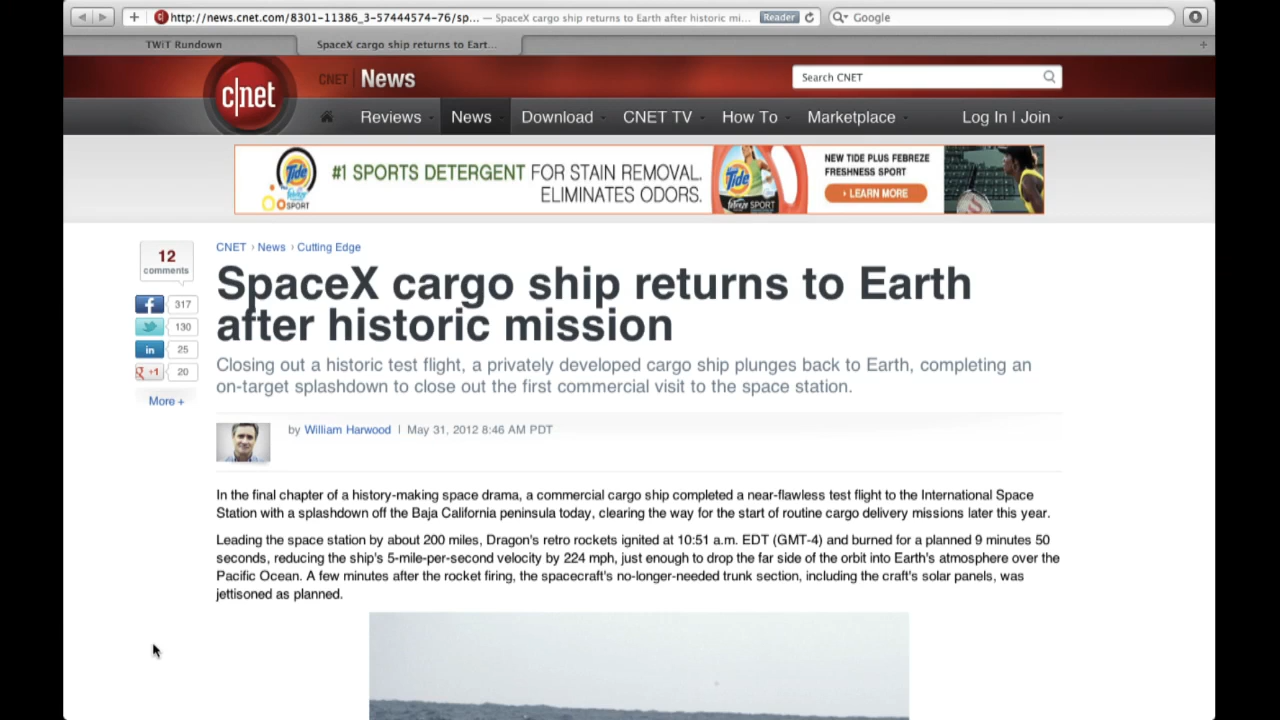 http://news.cnet.com/8301-11386_3-57444574-76/sp... — SpaceX cargo ship returns to Earth after historic mi... Reader Google
TWiT Rundown SpaceX cargo ship returns to Eart...
c|net CNET News Search CNET
Reviews News Download CNET TV How To Marketplace Log In | Join
Tide febreze SPORT
#1 SPORTS DETERGENT FOR STAIN REMOVAL.
ELIMINATES ODORS.
Tide febreze SPORT
NEW TIDE PLUS FEBREZE
FRESHNESS SPORT
LEARN MORE
12
comments
317
130
in 25
g +1 20
More +
CNET › News › Cutting Edge
SpaceX cargo ship returns to Earth
after historic mission
Closing out a historic test flight, a privately developed cargo ship plunges back to Earth, completing an
on-target splashdown to close out the first commercial visit to the space station.
by William Harwood | May 31, 2012 8:46 AM PDT
In the final chapter of a history-making space drama, a commercial cargo ship completed a near-flawless test flight to the International Space
Station with a splashdown off the Baja California peninsula today, clearing the way for the start of routine cargo delivery missions later this year.
Leading the space station by about 200 miles, Dragon's retro rockets ignited at 10:51 a.m. EDT (GMT-4) and burned for a planned 9 minutes 50
seconds, reducing the ship's 5-mile-per-second velocity by 224 mph, just enough to drop the far side of the orbit into Earth's atmosphere over the
Pacific Ocean. A few minutes after the rocket firing, the spacecraft's no-longer-needed trunk section, including the craft's solar panels, was
jettisoned as planned.